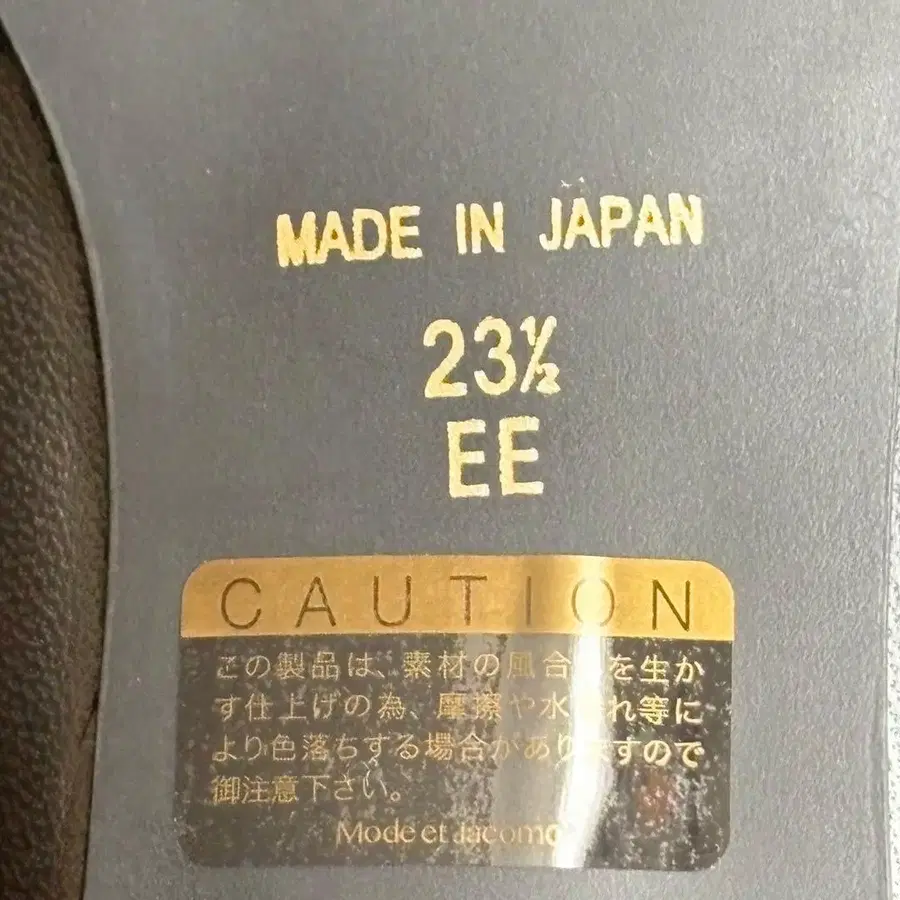 MADE IN JAPAN
23½
EE
CAUTION
この製品は、素材の風合いを生か
す仕上げの為、摩擦や水濡れ等に
より色落ちする場合がありますので
御注意下さい。
Mode et Jacomo